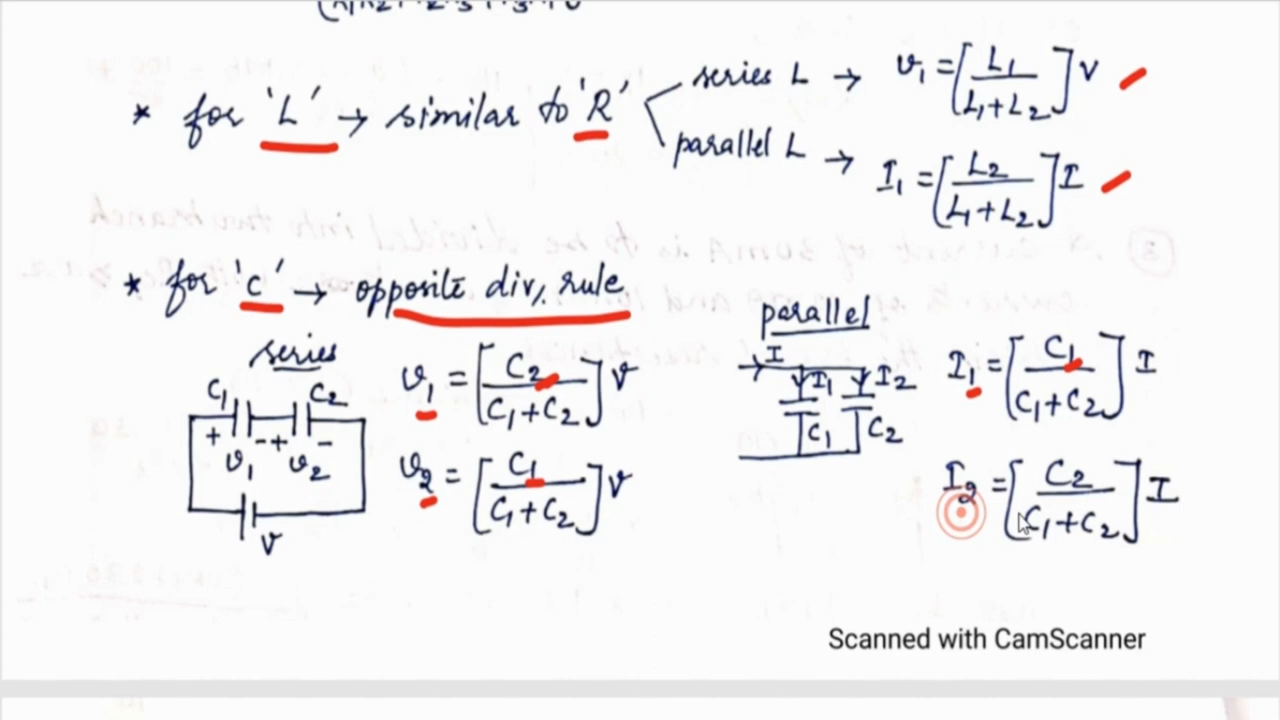 * for 'L' → similar to 'R'
series L → v₁ = [L₁ / L₁+L₂] V
parallel L → I₁ = [L₂ / L₁+L₂] I
* for 'C' → opposite div. rule.
series
C₁ C₂
+ - + -
v₁ v₂
V
v₁ = [C₂ / C₁+C₂] V
v₂ = [C₁ / C₁+C₂] V
parallel
I
I₁ I₂
C₁ C₂
I₁ = [C₁ / C₁+C₂] I
I₂ = [C₂ / C₁+C₂] I
Scanned with CamScanner